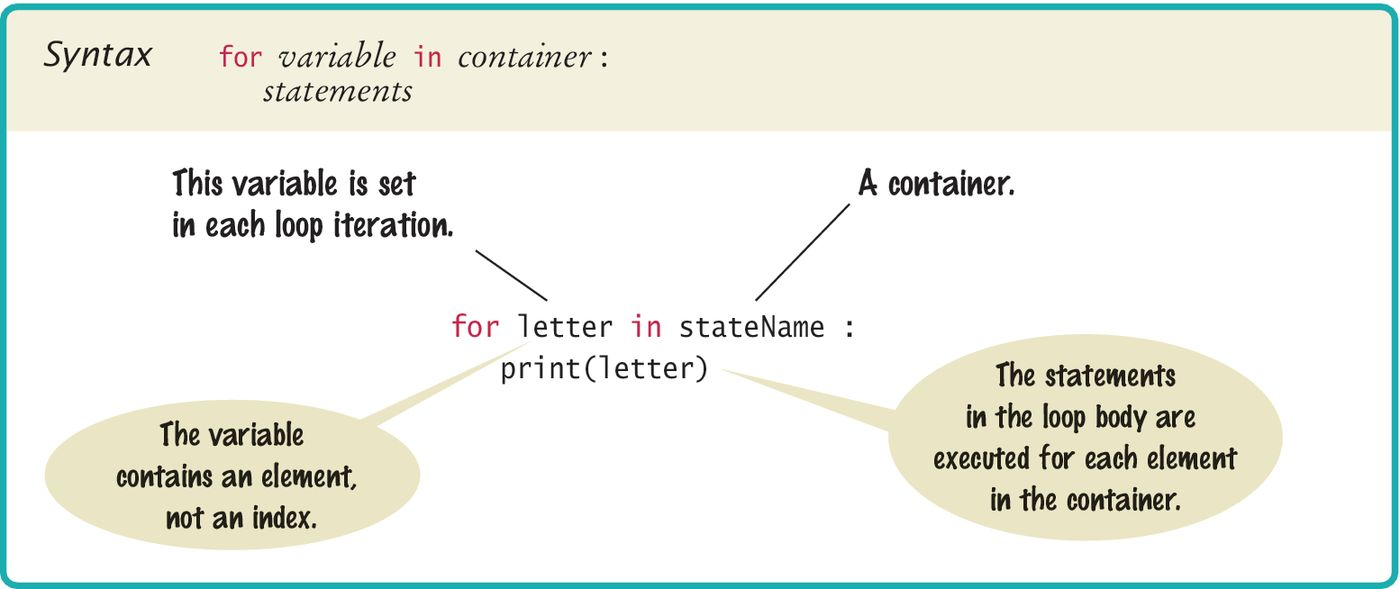 Syntax for variable in container :
statements
This variable is set
in each loop iteration.
A container.
for letter in stateName :
print(letter)
The variable
contains an element,
not an index.
The statements
in the loop body are
executed for each element
in the container.